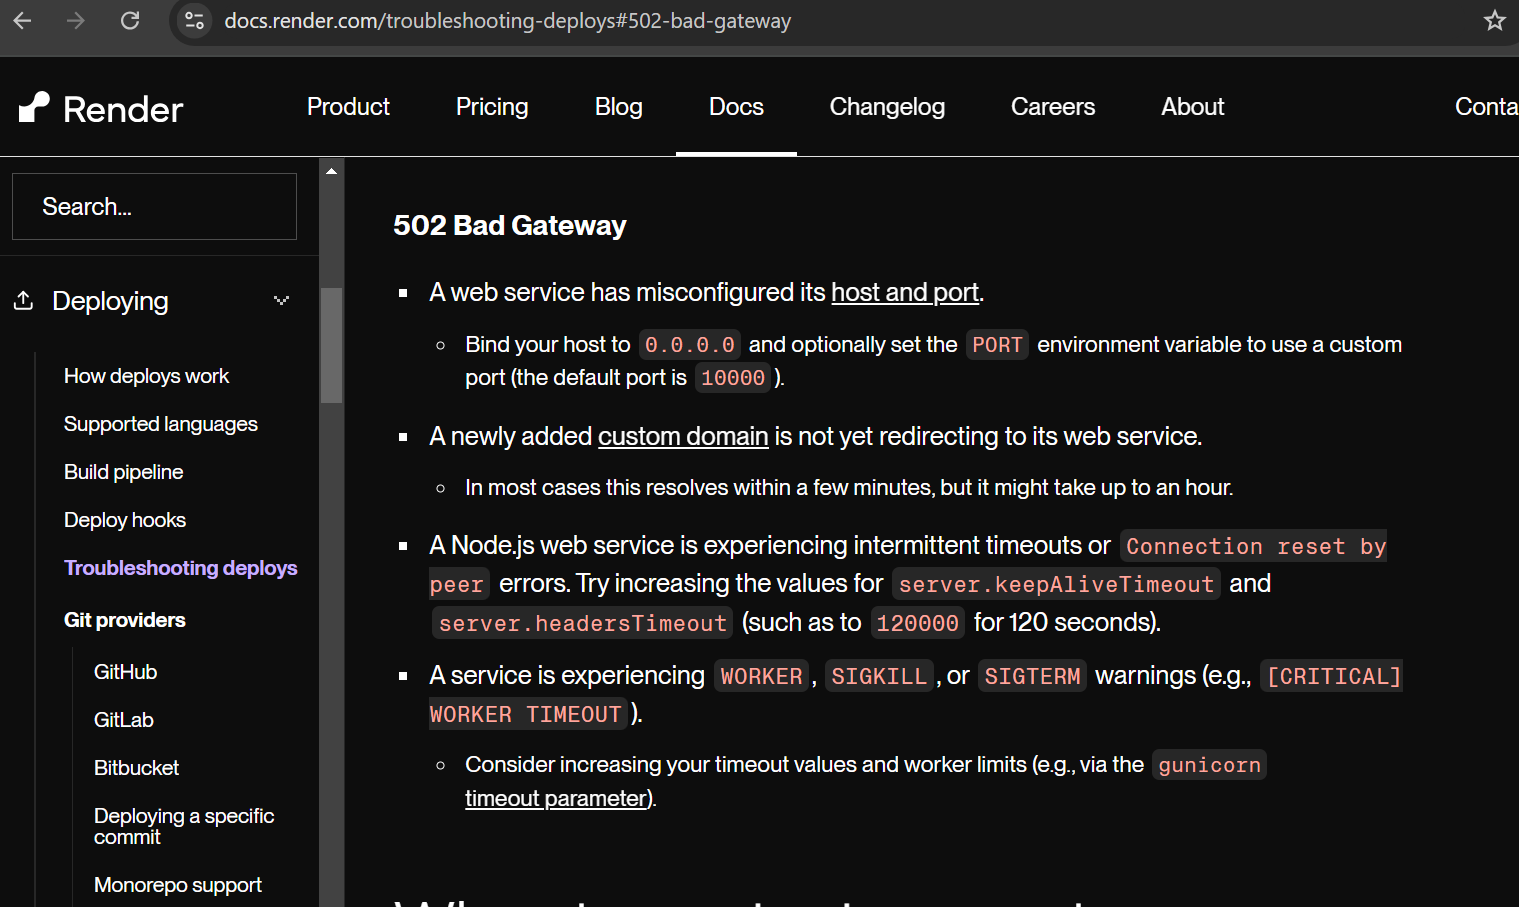 docs.render.com/troubleshooting-deploys#502-bad-gateway
Render
Product
Pricing
Blog
Docs
Changelog
Careers
About
Conta
Search...
Deploying
How deploys work
Supported languages
Build pipeline
Deploy hooks
Troubleshooting deploys
Git providers
GitHub
GitLab
Bitbucket
Deploying a specific
commit
Monorepo support
502 Bad Gateway
A web service has misconfigured its host and port.
Bind your host to 0.0.0.0 and optionally set the PORT environment variable to use a custom
port (the default port is 10000 ).
A newly added custom domain is not yet redirecting to its web service.
In most cases this resolves within a few minutes, but it might take up to an hour.
A Node.js web service is experiencing intermittent timeouts or Connection reset by
peer errors. Try increasing the values for server.keepAliveTimeout and
server.headersTimeout (such as to 120000 for 120 seconds).
A service is experiencing WORKER , SIGKILL , or SIGTERM warnings (e.g., [CRITICAL]
WORKER TIMEOUT ).
Consider increasing your timeout values and worker limits (e.g., via the gunicorn
timeout parameter).